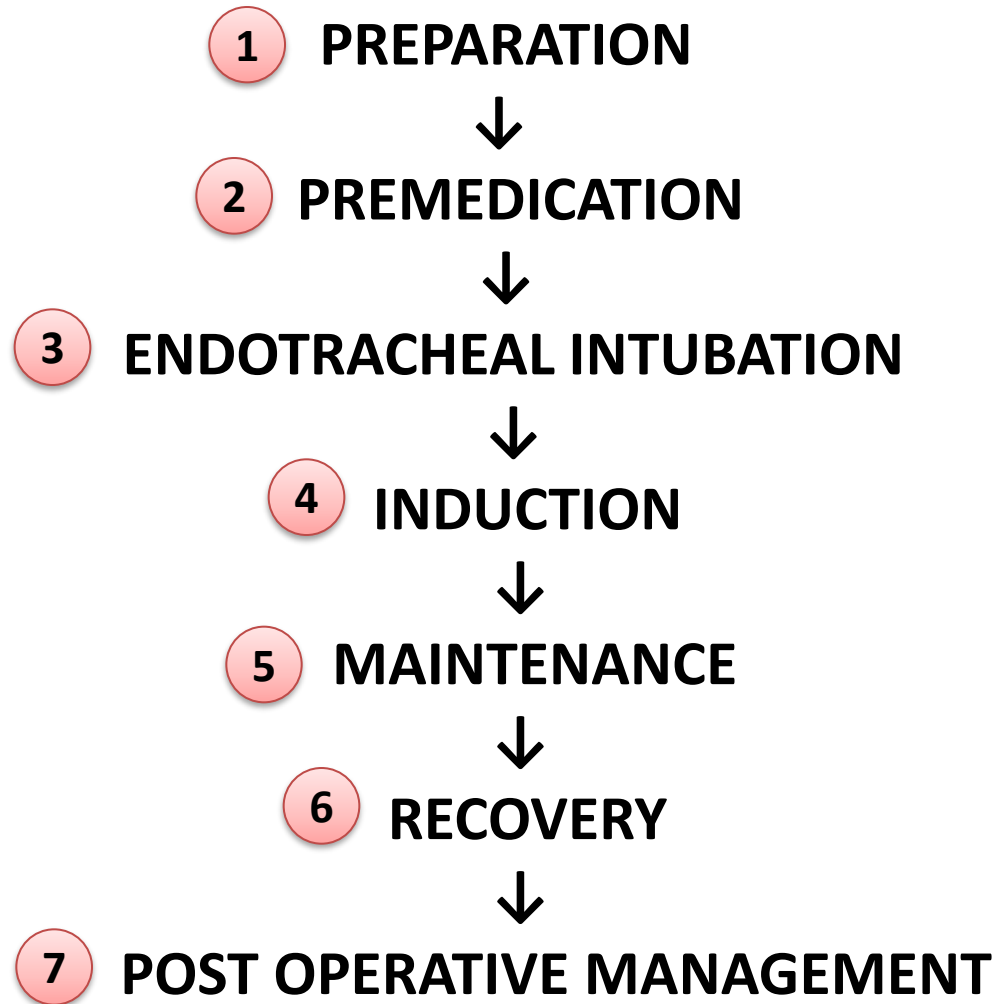 1 PREPARATION
↓
2 PREMEDICATION
↓
3 ENDOTRACHEAL INTUBATION
↓
4 INDUCTION
↓
5 MAINTENANCE
↓
6 RECOVERY
↓
7 POST OPERATIVE MANAGEMENT